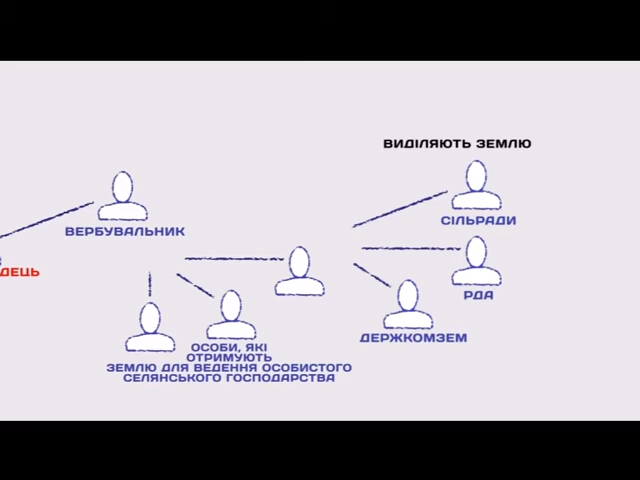 ВИДІЛЯЮТЬ ЗЕМЛЮ
СІЛЬРАДИ
ВЕРБУВАЛЬНИК
РДА
ДЕРЖКОМЗЕМ
ОСОБИ, ЯКІ
ОТРИМУЮТЬ
ЗЕМЛЮ ДЛЯ ВЕДЕННЯ ОСОБИСТОГО
СЕЛЯНСЬКОГО ГОСПОДАРСТВА